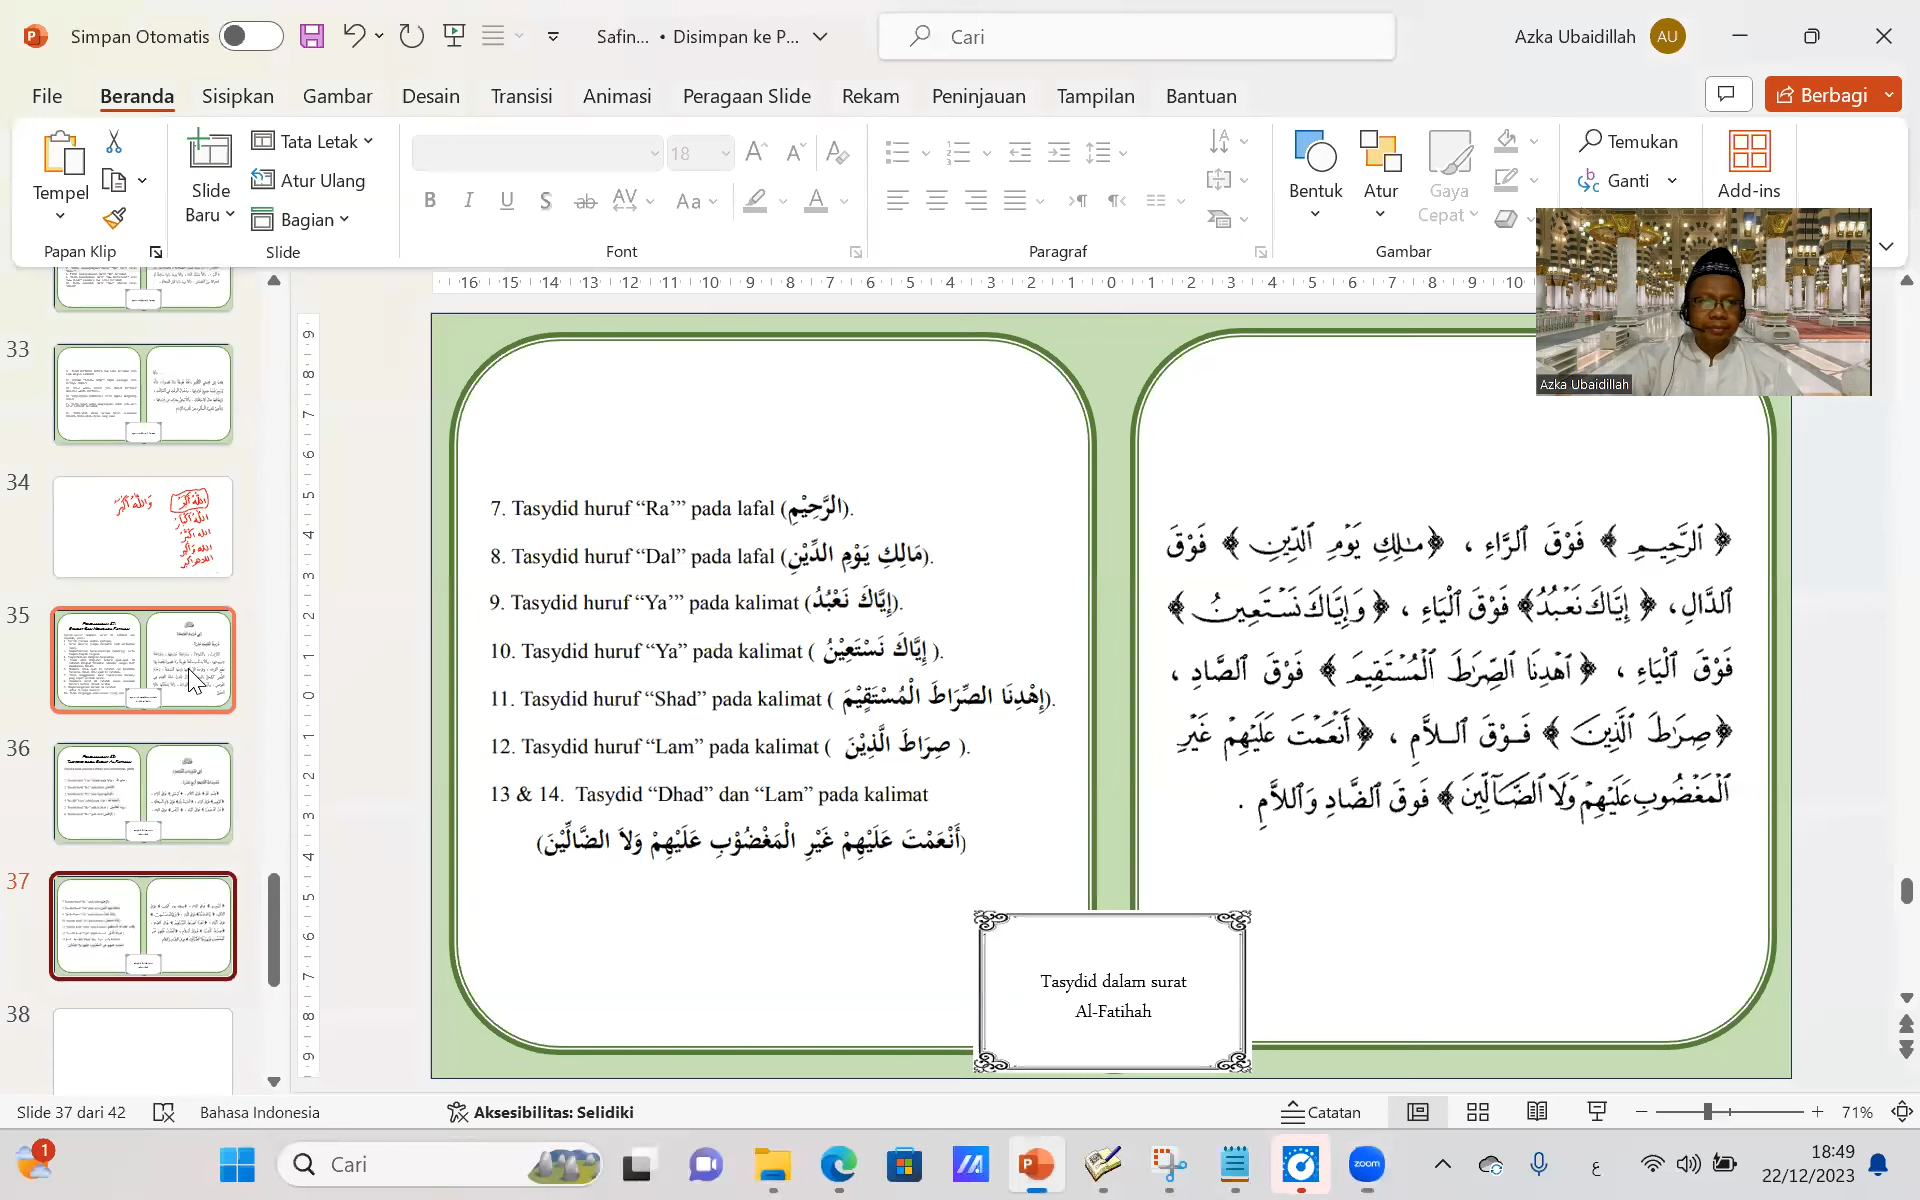 Simpan Otomatis
Safin... • Disimpan ke P...
Cari
Azka Ubaidillah
AU
File
Beranda
Sisipkan
Gambar
Desain
Transisi
Animasi
Peragaan Slide
Rekam
Peninjauan
Tampilan
Bantuan
Berbagi
Tempel
Papan Klip
Slide Baru
Tata Letak
Atur Ulang
Bagian
Slide
18
Font
Paragraf
Bentuk
Atur
Gaya Cepat
Gambar
Temukan
Ganti
Add-ins
Azka Ubaidillah
33
34
35
36
37
38
7. Tasydid huruf “Ra’” pada lafal (الرَّحِيْمِ).
8. Tasydid huruf “Dal” pada lafal (مَالِكِ يَوْمِ الدِّيْنِ).
9. Tasydid huruf “Ya’” pada kalimat (إِيَّاكَ نَعْبُدُ).
10. Tasydid huruf “Ya” pada kalimat ( إِيَّاكَ نَسْتَعِيْنُ ).
11. Tasydid huruf “Shad” pada kalimat ( إِهْدِنَا الصِّرَاطَ الْمُسْتَقِيْمَ).
12. Tasydid huruf “Lam” pada kalimat ( صِرَاطَ الَّذِيْنَ ).
13 & 14. Tasydid “Dhad” dan “Lam” pada kalimat
(أَنْعَمْتَ عَلَيْهِمْ غَيْرِ الْمَغْضُوْبِ عَلَيْهِمْ وَلاَ الضَّالِّيْنَ)
﴿ ٱلرَّحِيمِ ﴾ فَوْقَ ٱلرَّاءِ ، ﴿ مَـٰلِكِ يَوْمِ ٱلدِّينِ ﴾ فَوْقَ
ٱلدَّالِ، ﴿ إِيَّاكَ نَعْبُدُ﴾ فَوْقَ ٱلْيَاءِ ، ﴿ وَإِيَّاكَ نَسْتَعِينُ ﴾
فَوْقَ ٱلْيَاءِ ، ﴿ ٱهْدِنَا ٱلصِّرَٰطَ ٱلْمُسْتَقِيمَ ﴾ فَوْقَ ٱلصَّادِ ،
﴿صِرَٰطَ ٱلَّذِينَ ﴾ فَوْقَ ٱللاَّمِ ، ﴿ أَنْعَمْتَ عَلَيْهِمْ غَيْرِ
ٱلْمَغْضُوبِ عَلَيْهِمْ وَلَا ٱلضَّآلِّينَ ﴾ فَوقَ ٱلضَّادِ وَٱللاَّمِ .
Tasydid dalam surat
Al-Fatihah
Slide 37 dari 42
Bahasa Indonesia
Aksesibilitas: Selidiki
Catatan
71%
1
Cari
zoom
ع
18:49
22/12/2023